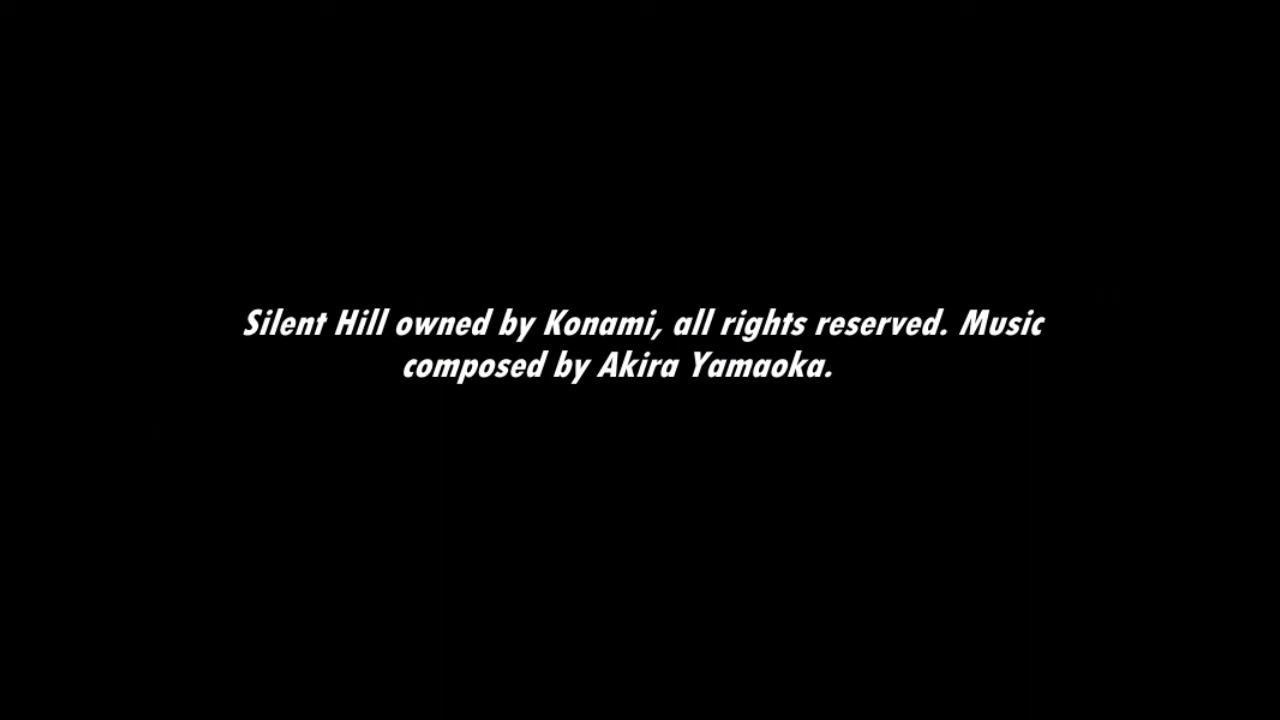 Silent Hill owned by Konami, all rights reserved. Music
composed by Akira Yamaoka.